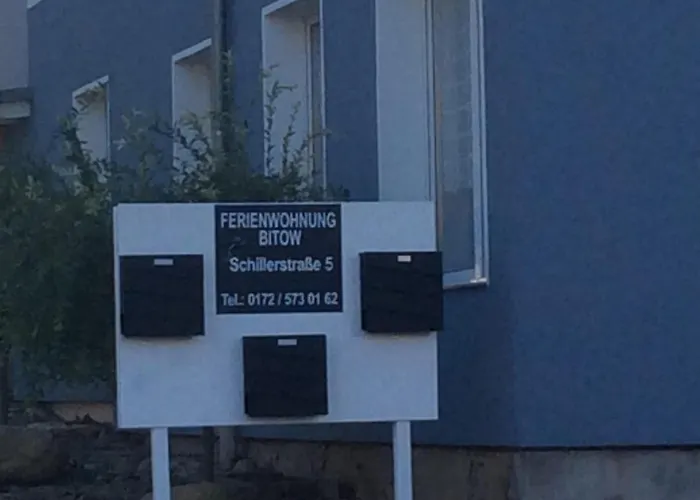 FERIENWOHNUNG
BITOW
Schillerstraße 5
Tel.: 0172 / 573 01 62